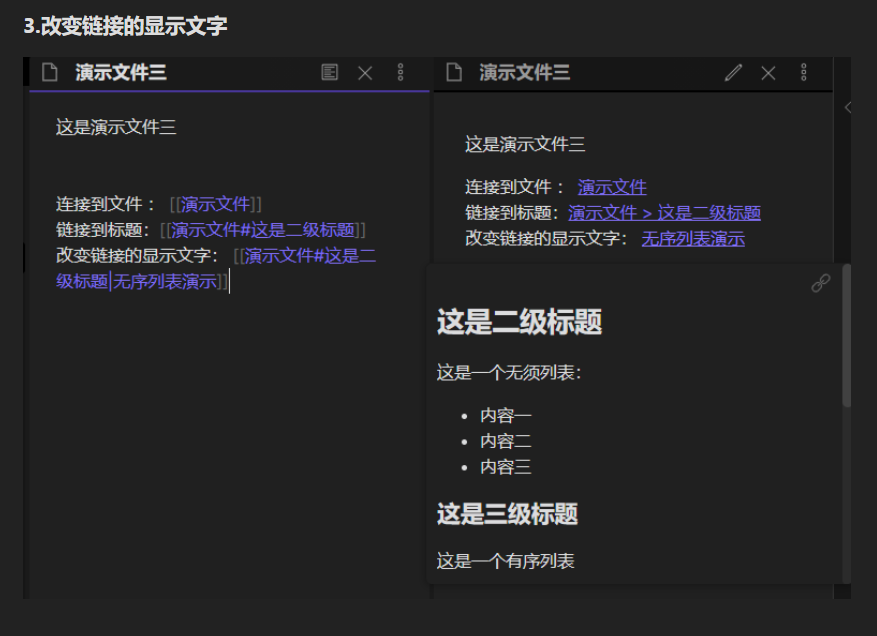 3.改变链接的显示文字
演示文件三
这是演示文件三
连接到文件： [[演示文件]]
链接到标题：[[演示文件#这是二级标题]]
改变链接的显示文字： [[演示文件#这是二
级标题|无序列表演示]]
演示文件三
这是演示文件三
连接到文件： 演示文件
链接到标题：演示文件 > 这是二级标题
改变链接的显示文字： 无序列表演示
这是二级标题
这是一个无须列表：
• 内容一
• 内容二
• 内容三
这是三级标题
这是一个有序列表